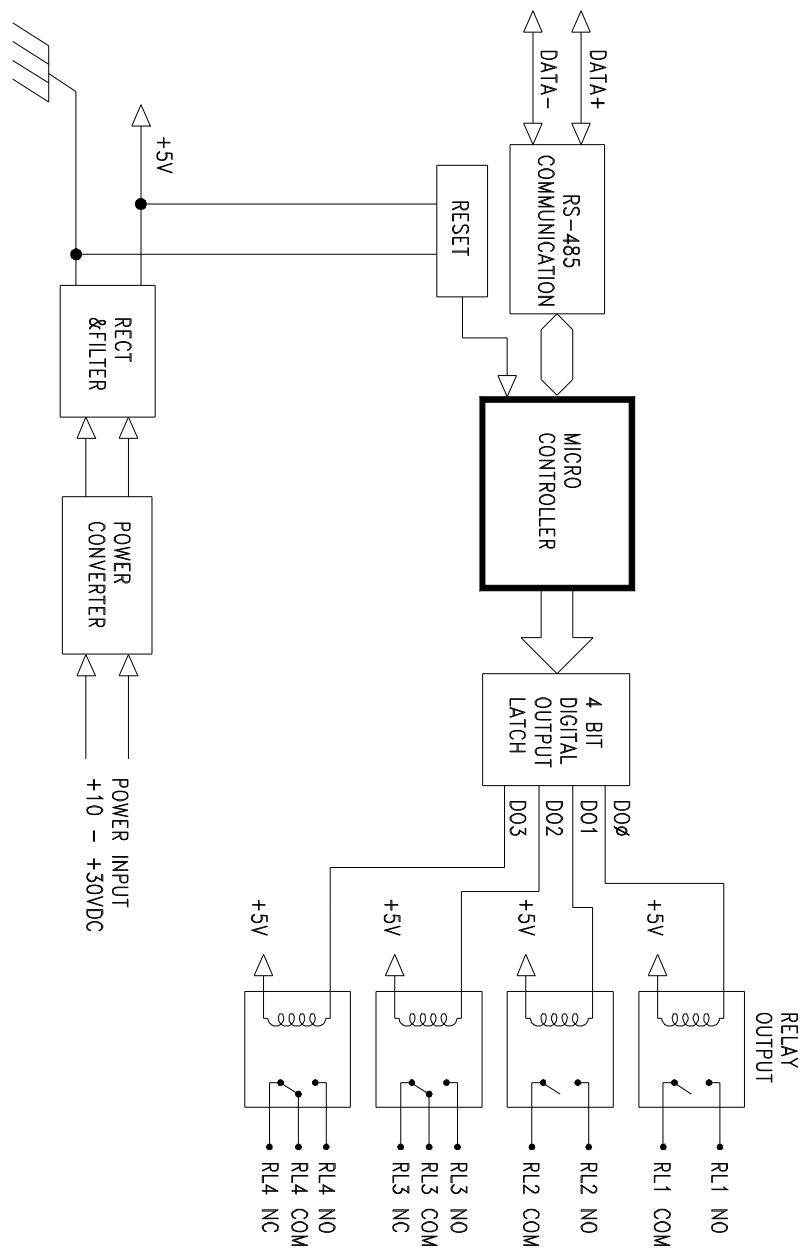 DATA+
DATA-
RS-485
COMMUNICATION
RESET
+5V
RECT
&FILTER
MICRO
CONTROLLER
POWER
CONVERTER
POWER INPUT
+10 - +30VDC
4 BIT
DIGITAL
OUTPUT
LATCH
DOØ
DO1
DO2
DO3
RELAY
OUTPUT
+5V
+5V
+5V
+5V
RL1 NO
RL1 COM
RL2 NO
RL2 COM
RL3 NO
RL3 COM
RL3 NC
RL4 NO
RL4 COM
RL4 NC